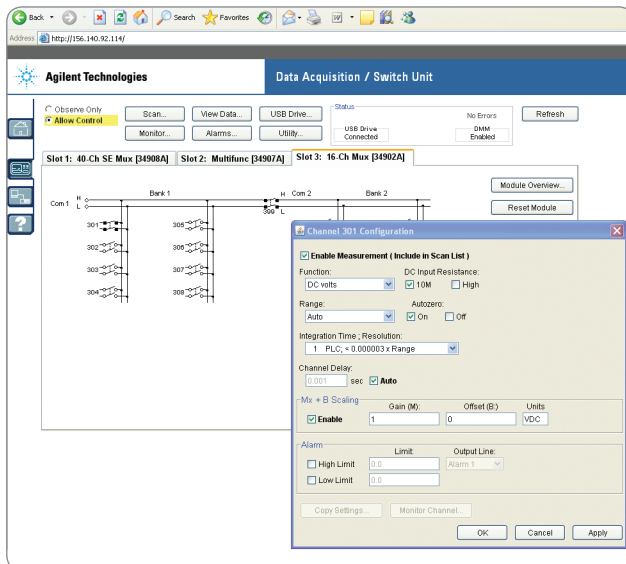 Back
Search
Favorites
Address http://156.140.92.114/
Agilent Technologies
Data Acquisition / Switch Unit
Observe Only
Allow Control
Scan...
View Data...
USB Drive...
Monitor...
Alarms...
Utility...
Status
No Errors
USB Drive
Connected
DMM
Enabled
Refresh
Slot 1: 40-Ch SE Mux [34908A]
Slot 2: Multifunc [34907A]
Slot 3: 16-Ch Mux [34902A]
Module Overview...
Reset Module
Bank 1
H Com 2
Bank 2
Com 1
H
L
399 L
301
305
302
306
303
307
304
308
Channel 301 Configuration
Enable Measurement ( Include in Scan List )
Function:
DC Input Resistance:
DC volts
10M
High
Range:
Autozero:
Auto
On
Off
Integration Time ; Resolution:
1 PLC; < 0.000003 x Range
Channel Delay:
0.001 sec Auto
Mx + B Scaling
Gain (M):
Offset (B:)
Units
Enable
1
0
VDC
Alarm
Limit:
Output Line:
High Limit
0.0
Alarm 1
Low Limit
0.0
Copy Settings...
Monitor Channel...
OK
Cancel
Apply